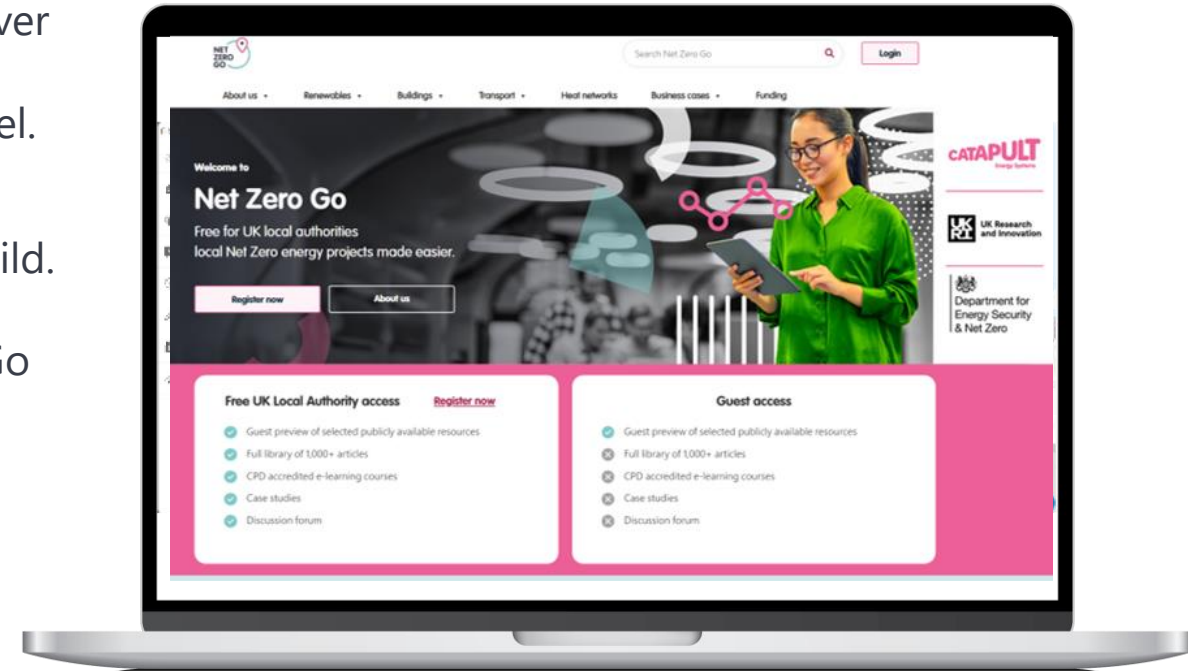 ver
el.
ild.
io
NET
ZERO
GO
Search Net Zero Go
Login
About us
Renewables
Buildings
Transport
Heat networks
Business cases
Funding
Welcome to
Net Zero Go
Free for UK local authorities
local Net Zero energy projects made easier.
Register now
About us
CATAPULT
Energy Systems
UK
RI
UK Research
and Innovation
Department for
Energy Security
& Net Zero
Free UK Local Authority access
Register now
Guest preview of selected publicly available resources
Full library of 1,000+ articles
CPD accredited e-learning courses
Case studies
Discussion forum
Guest access
Guest preview of selected publicly available resources
Full library of 1,000+ articles
CPD accredited e-learning courses
Case studies
Discussion forum